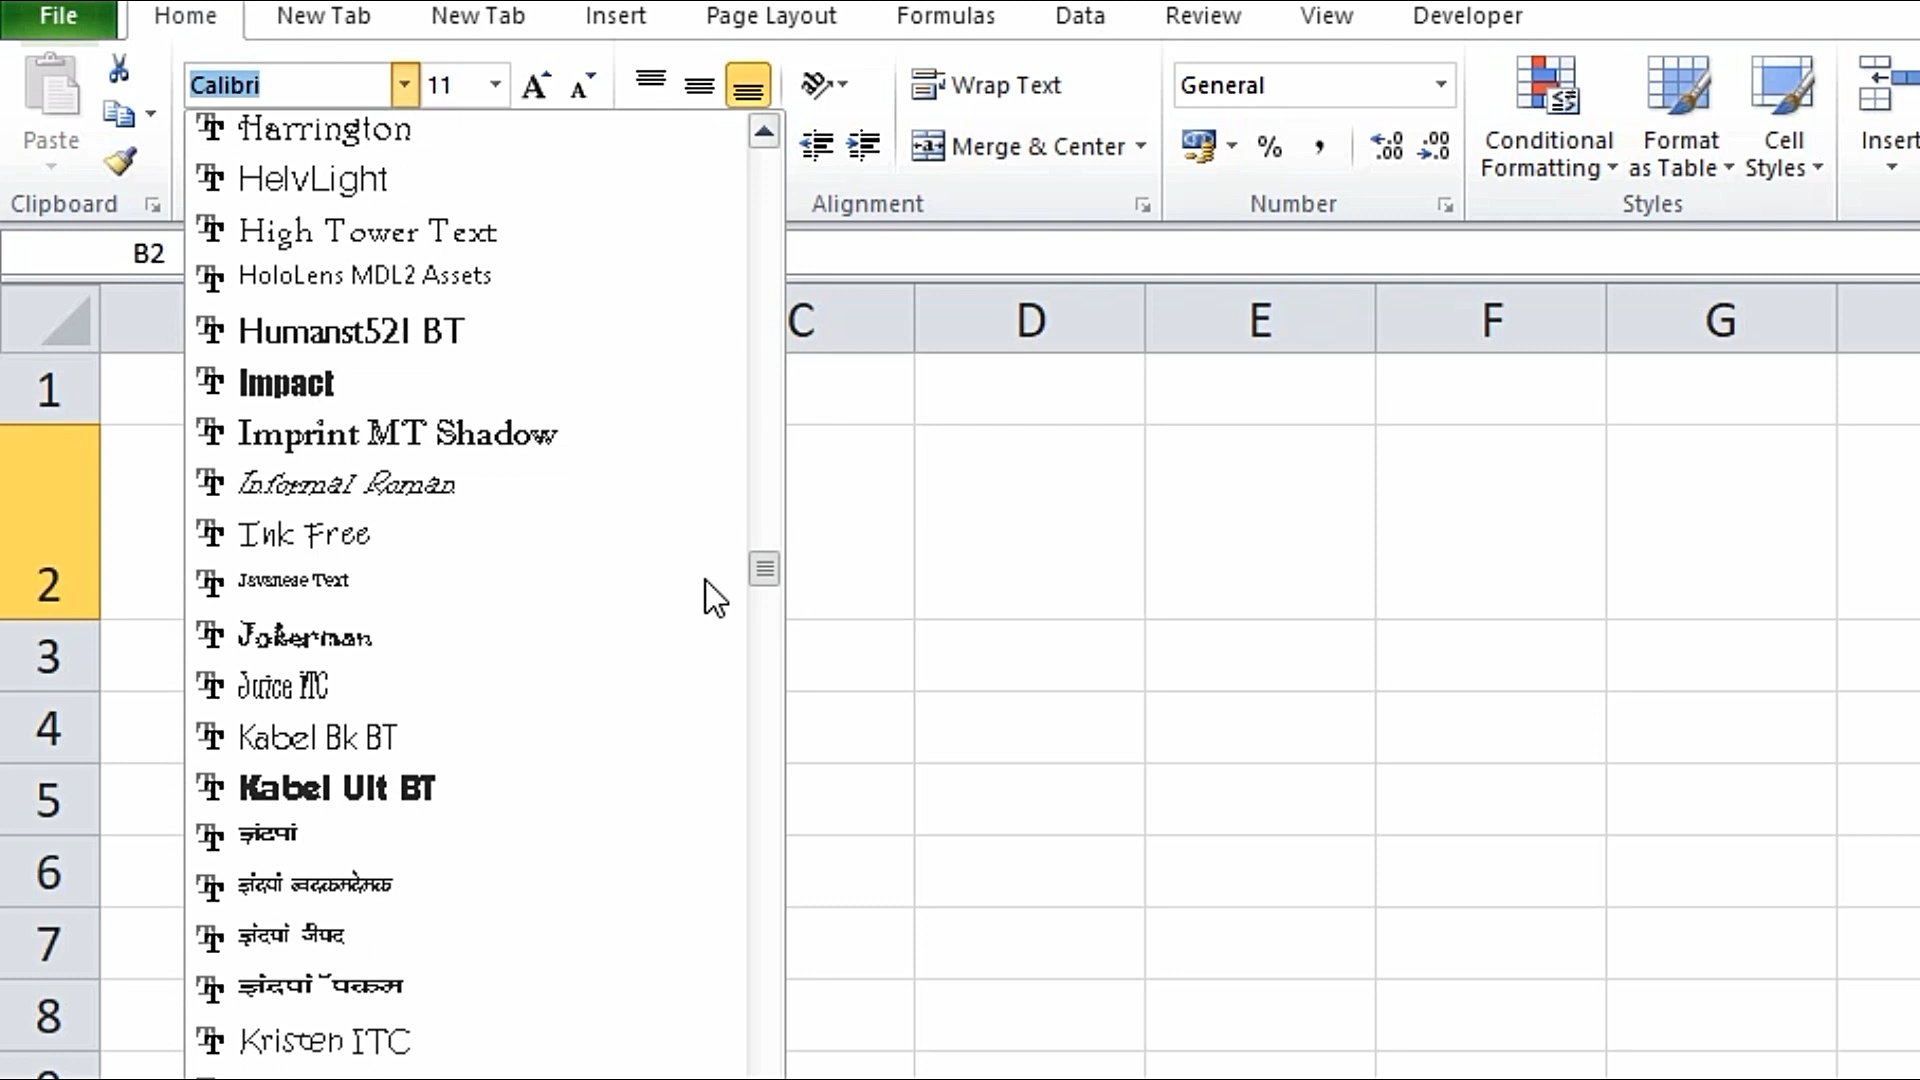 File Home New Tab New Tab Insert Page Layout Formulas Data Review View Developer
Calibri 11 Wrap Text General
Paste Merge & Center % , .00 .00 Conditional Formatting Format as Table Cell Styles Insert
Clipboard Alignment Number Styles
B2
C D E F G
Harrington
HelvLight
High Tower Text
HoloLens MDL2 Assets
Humanst521 BT
Impact
Imprint MT Shadow
Informal Roman
Ink Free
Javanese Text
Jokerman
Juice ITC
Kabel Bk BT
Kabel Ult BT
Kristen ITC
1
2
3
4
5
6
7
8